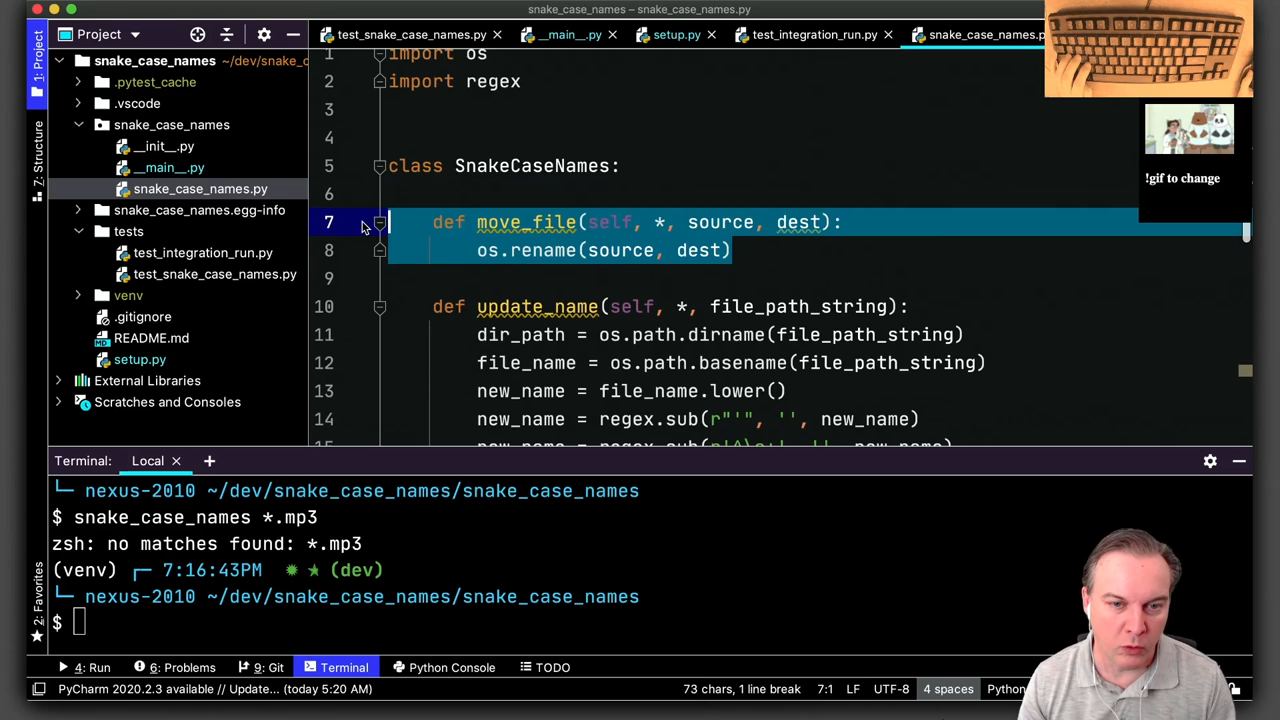 snake_case_names – snake_case_names.py
Project
test_snake_case_names.py
__main__.py
setup.py
test_integration_run.py
snake_case_names.p
1: Project
7: Structure
2: Favorites
snake_case_names ~/dev/snake_c
.pytest_cache
.vscode
snake_case_names
__init__.py
__main__.py
snake_case_names.py
snake_case_names.egg-info
tests
test_integration_run.py
test_snake_case_names.py
venv
.gitignore
README.md
setup.py
External Libraries
Scratches and Consoles
1 import os
2 import regex
3
4
5 class SnakeCaseNames:
6
7 def move_file(self, *, source, dest):
8 os.rename(source, dest)
9
10 def update_name(self, *, file_path_string):
11 dir_path = os.path.dirname(file_path_string)
12 file_name = os.path.basename(file_path_string)
13 new_name = file_name.lower()
14 new_name = regex.sub(r"'", '', new_name)
!gif to change
Terminal: Local
nexus-2010 ~/dev/snake_case_names/snake_case_names
$ snake_case_names *.mp3
zsh: no matches found: *.mp3
(venv) 7:16:43PM (dev)
nexus-2010 ~/dev/snake_case_names/snake_case_names
$
4: Run
6: Problems
9: Git
Terminal
Python Console
TODO
PyCharm 2020.2.3 available // Update... (today 5:20 AM)
73 chars, 1 line break
7:1
LF
UTF-8
4 spaces
Python